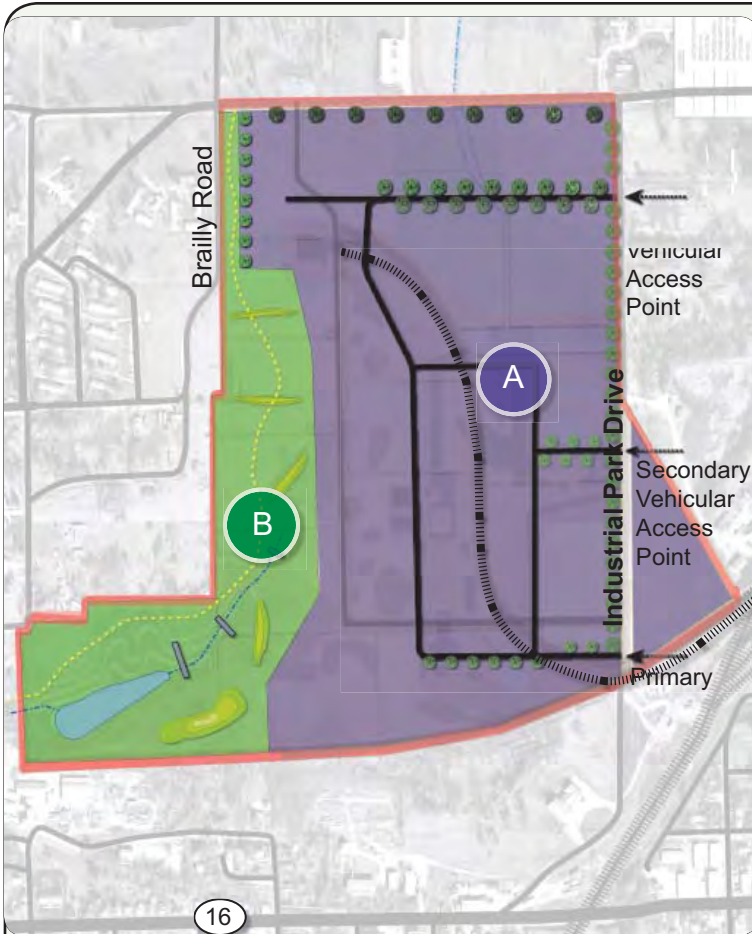 Brailly Road
Vehicular
Access
Point
A
Industrial Park Drive
Secondary
Vehicular
Access
Point
B
Primary
16